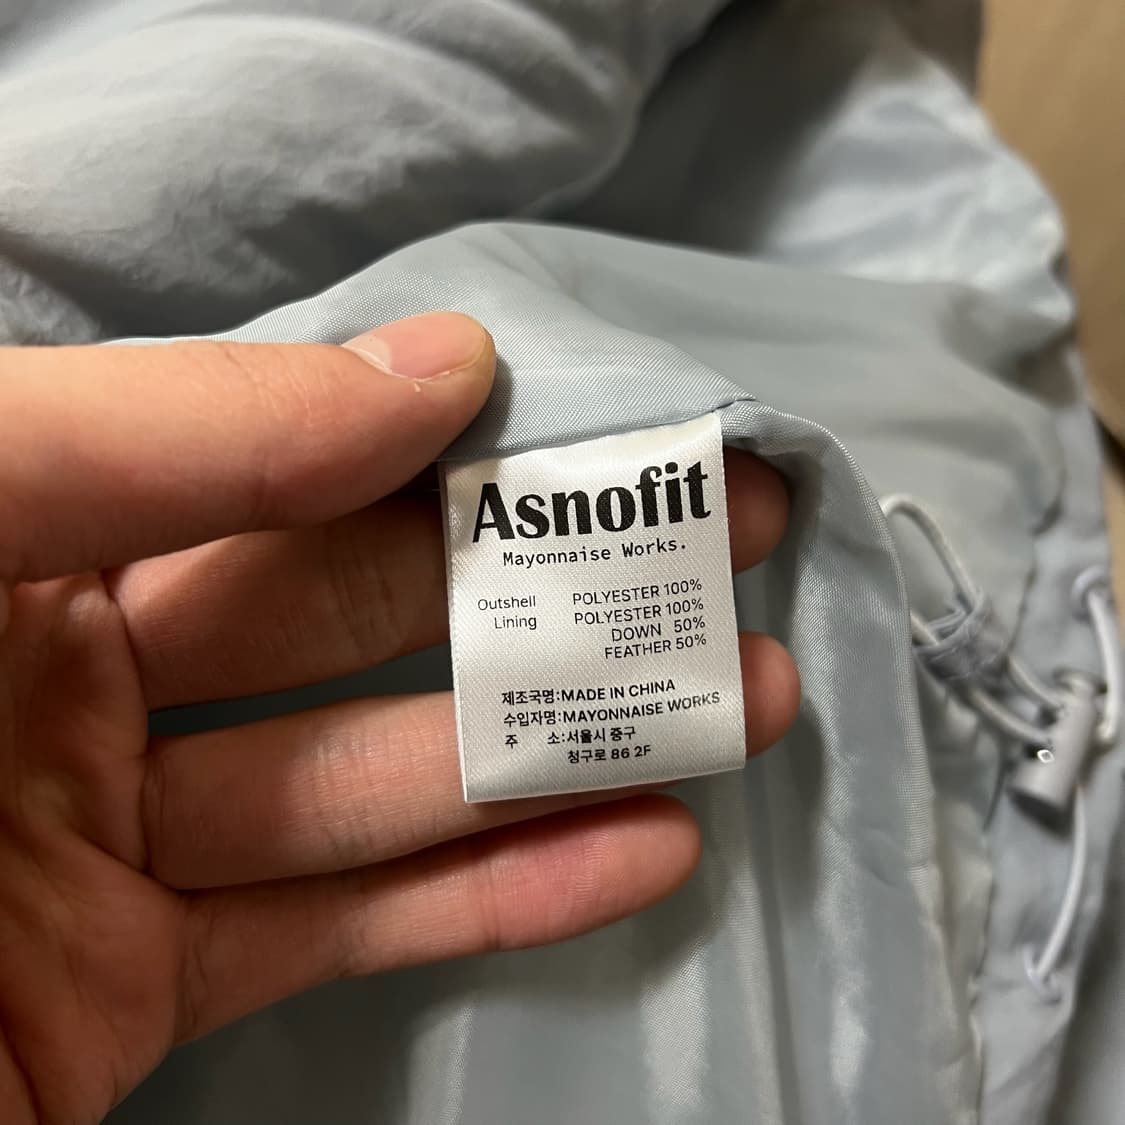 Asnofit
Mayonnaise Works.
Outshell POLYESTER 100%
Lining POLYESTER 100%
DOWN 50%
FEATHER 50%
제조국명:MADE IN CHINA
수입자명:MAYONNAISE WORKS
주 소:서울시 중구
청구로 86 2F